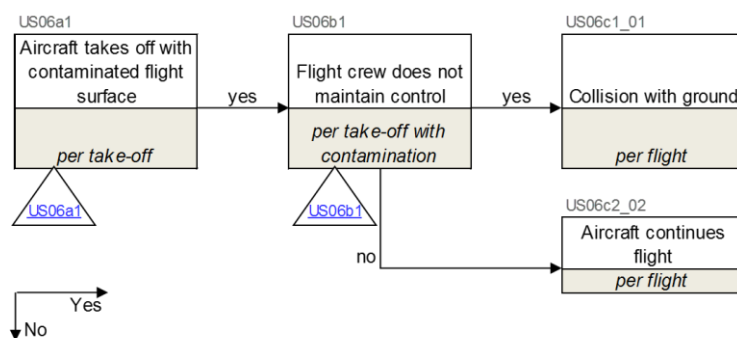 US06a1
Aircraft takes off with
contaminated flight
surface
per take-off
US06a1
yes
US06b1
Flight crew does not
maintain control
per take-off with
contamination
US06b1
yes
US06c1_01
Collision with ground
per flight
no
US06c2_02
Aircraft continues
flight
per flight
Yes
No